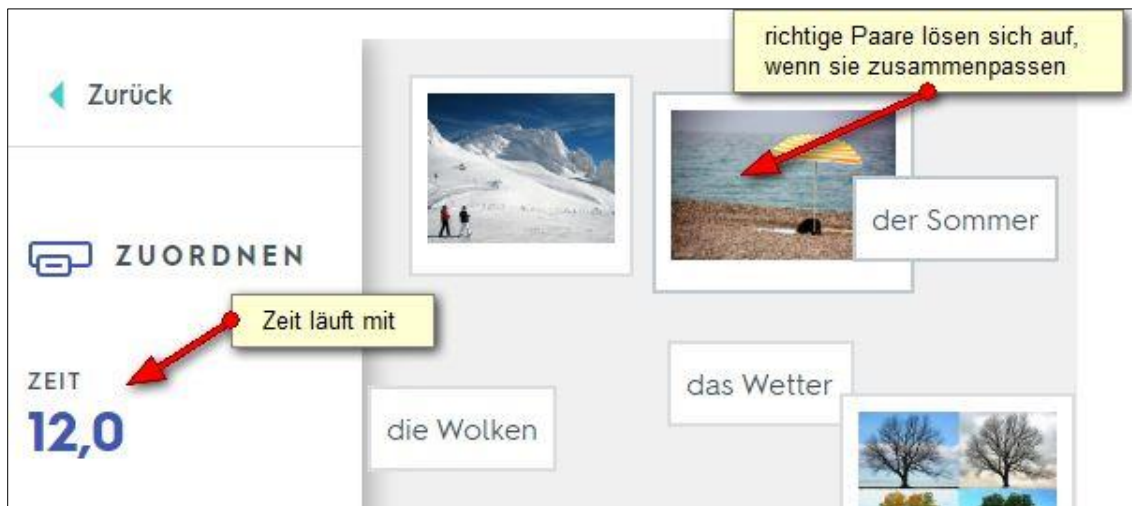 richtige Paare lösen sich auf,
wenn sie zusammenpassen
Zurück
der Sommer
ZUORDNEN
Zeit läuft mit
ZEIT
12,0
das Wetter
die Wolken